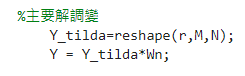 %主要解調變
Y_tilda=reshape(r,M,N);
Y = Y_tilda*Wn;